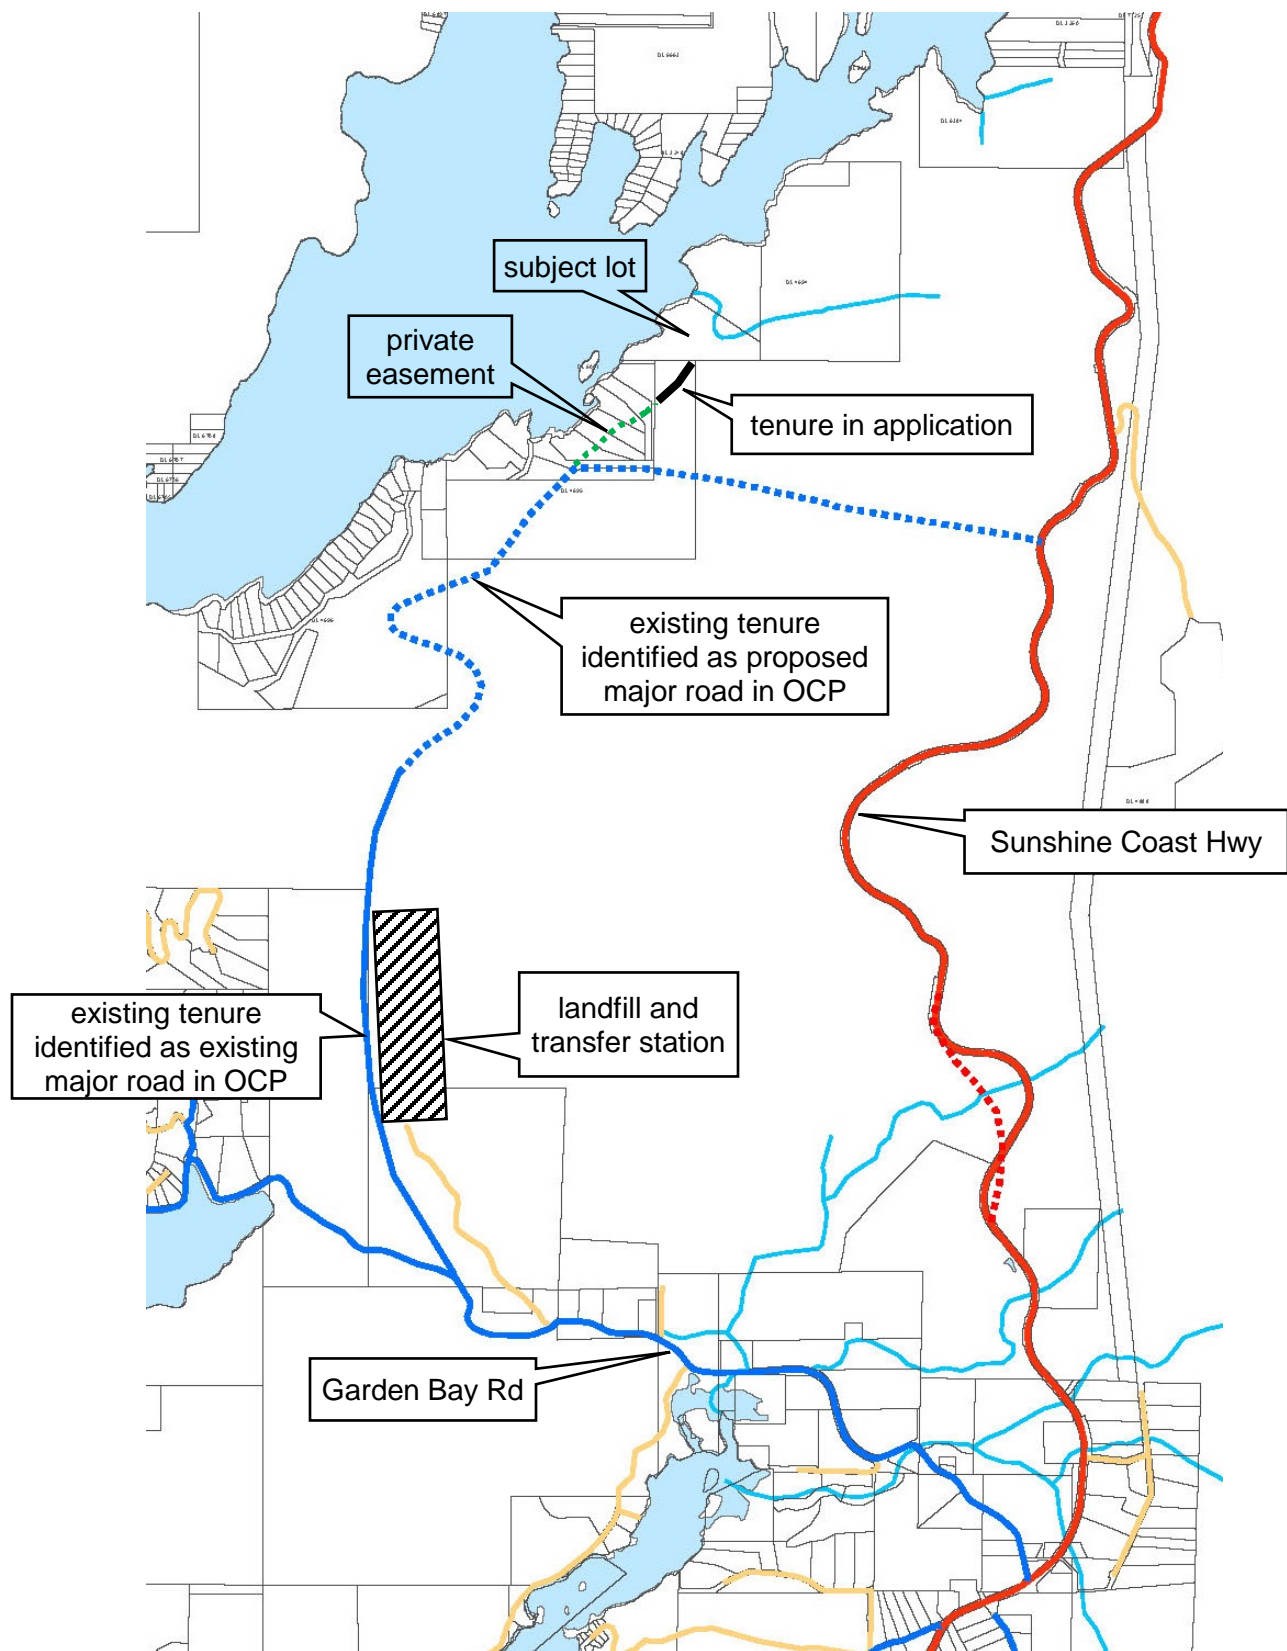 subject lot
private
easement
tenure in application
existing tenure
identified as proposed
major road in OCP
Sunshine Coast Hwy
existing tenure
identified as existing
major road in OCP
landfill and
transfer station
Garden Bay Rd